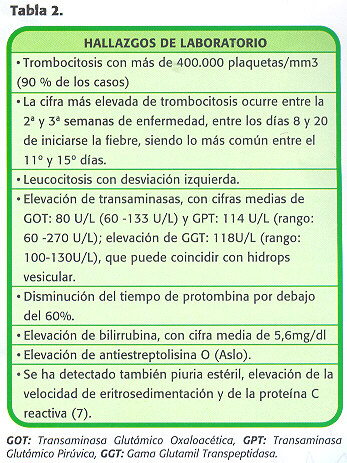 Tabla 2.
HALLAZGOS DE LABORATORIO
• Trombocitosis con más de 400.000 plaquetas/mm3
(90 % de los casos)
• La cifra más elevada de trombocitosis ocurre entre la
2ª y 3ª semanas de enfermedad, entre los días 8 y 20
de iniciarse la fiebre, siendo lo más común entre el
11º y 15º días.
• Leucocitosis con desviación izquierda.
• Elevación de transaminasas, con cifras medias de
GOT: 80 U/L (60 -133 U/L) y GPT: 114 U/L (rango:
60 -270 U/L); elevación de GGT: 118U/L (rango:
100-130U/L), que puede coincidir con hidrops
vesicular.
• Disminución del tiempo de protombina por debajo
del 60%.
• Elevación de bilirrubina, con cifra media de 5,6mg/dl
• Elevación de antiestreptolisina O (Aslo).
• Se ha detectado también piuria estéril, elevación de la
velocidad de eritrosedimentación y de la proteína C
reactiva (7).
GOT: Transaminasa Glutámico Oxaloacética, GPT: Transaminasa
Glutámico Pirúvica, GGT: Gama Glutamil Transpeptidasa.